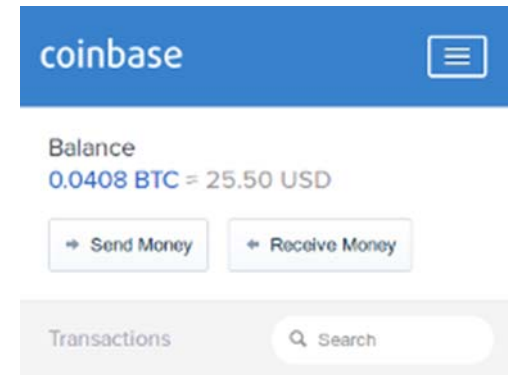 coinbase
Balance
0.0408 BTC = 25.50 USD
Send Money
Receive Money
Transactions
Search